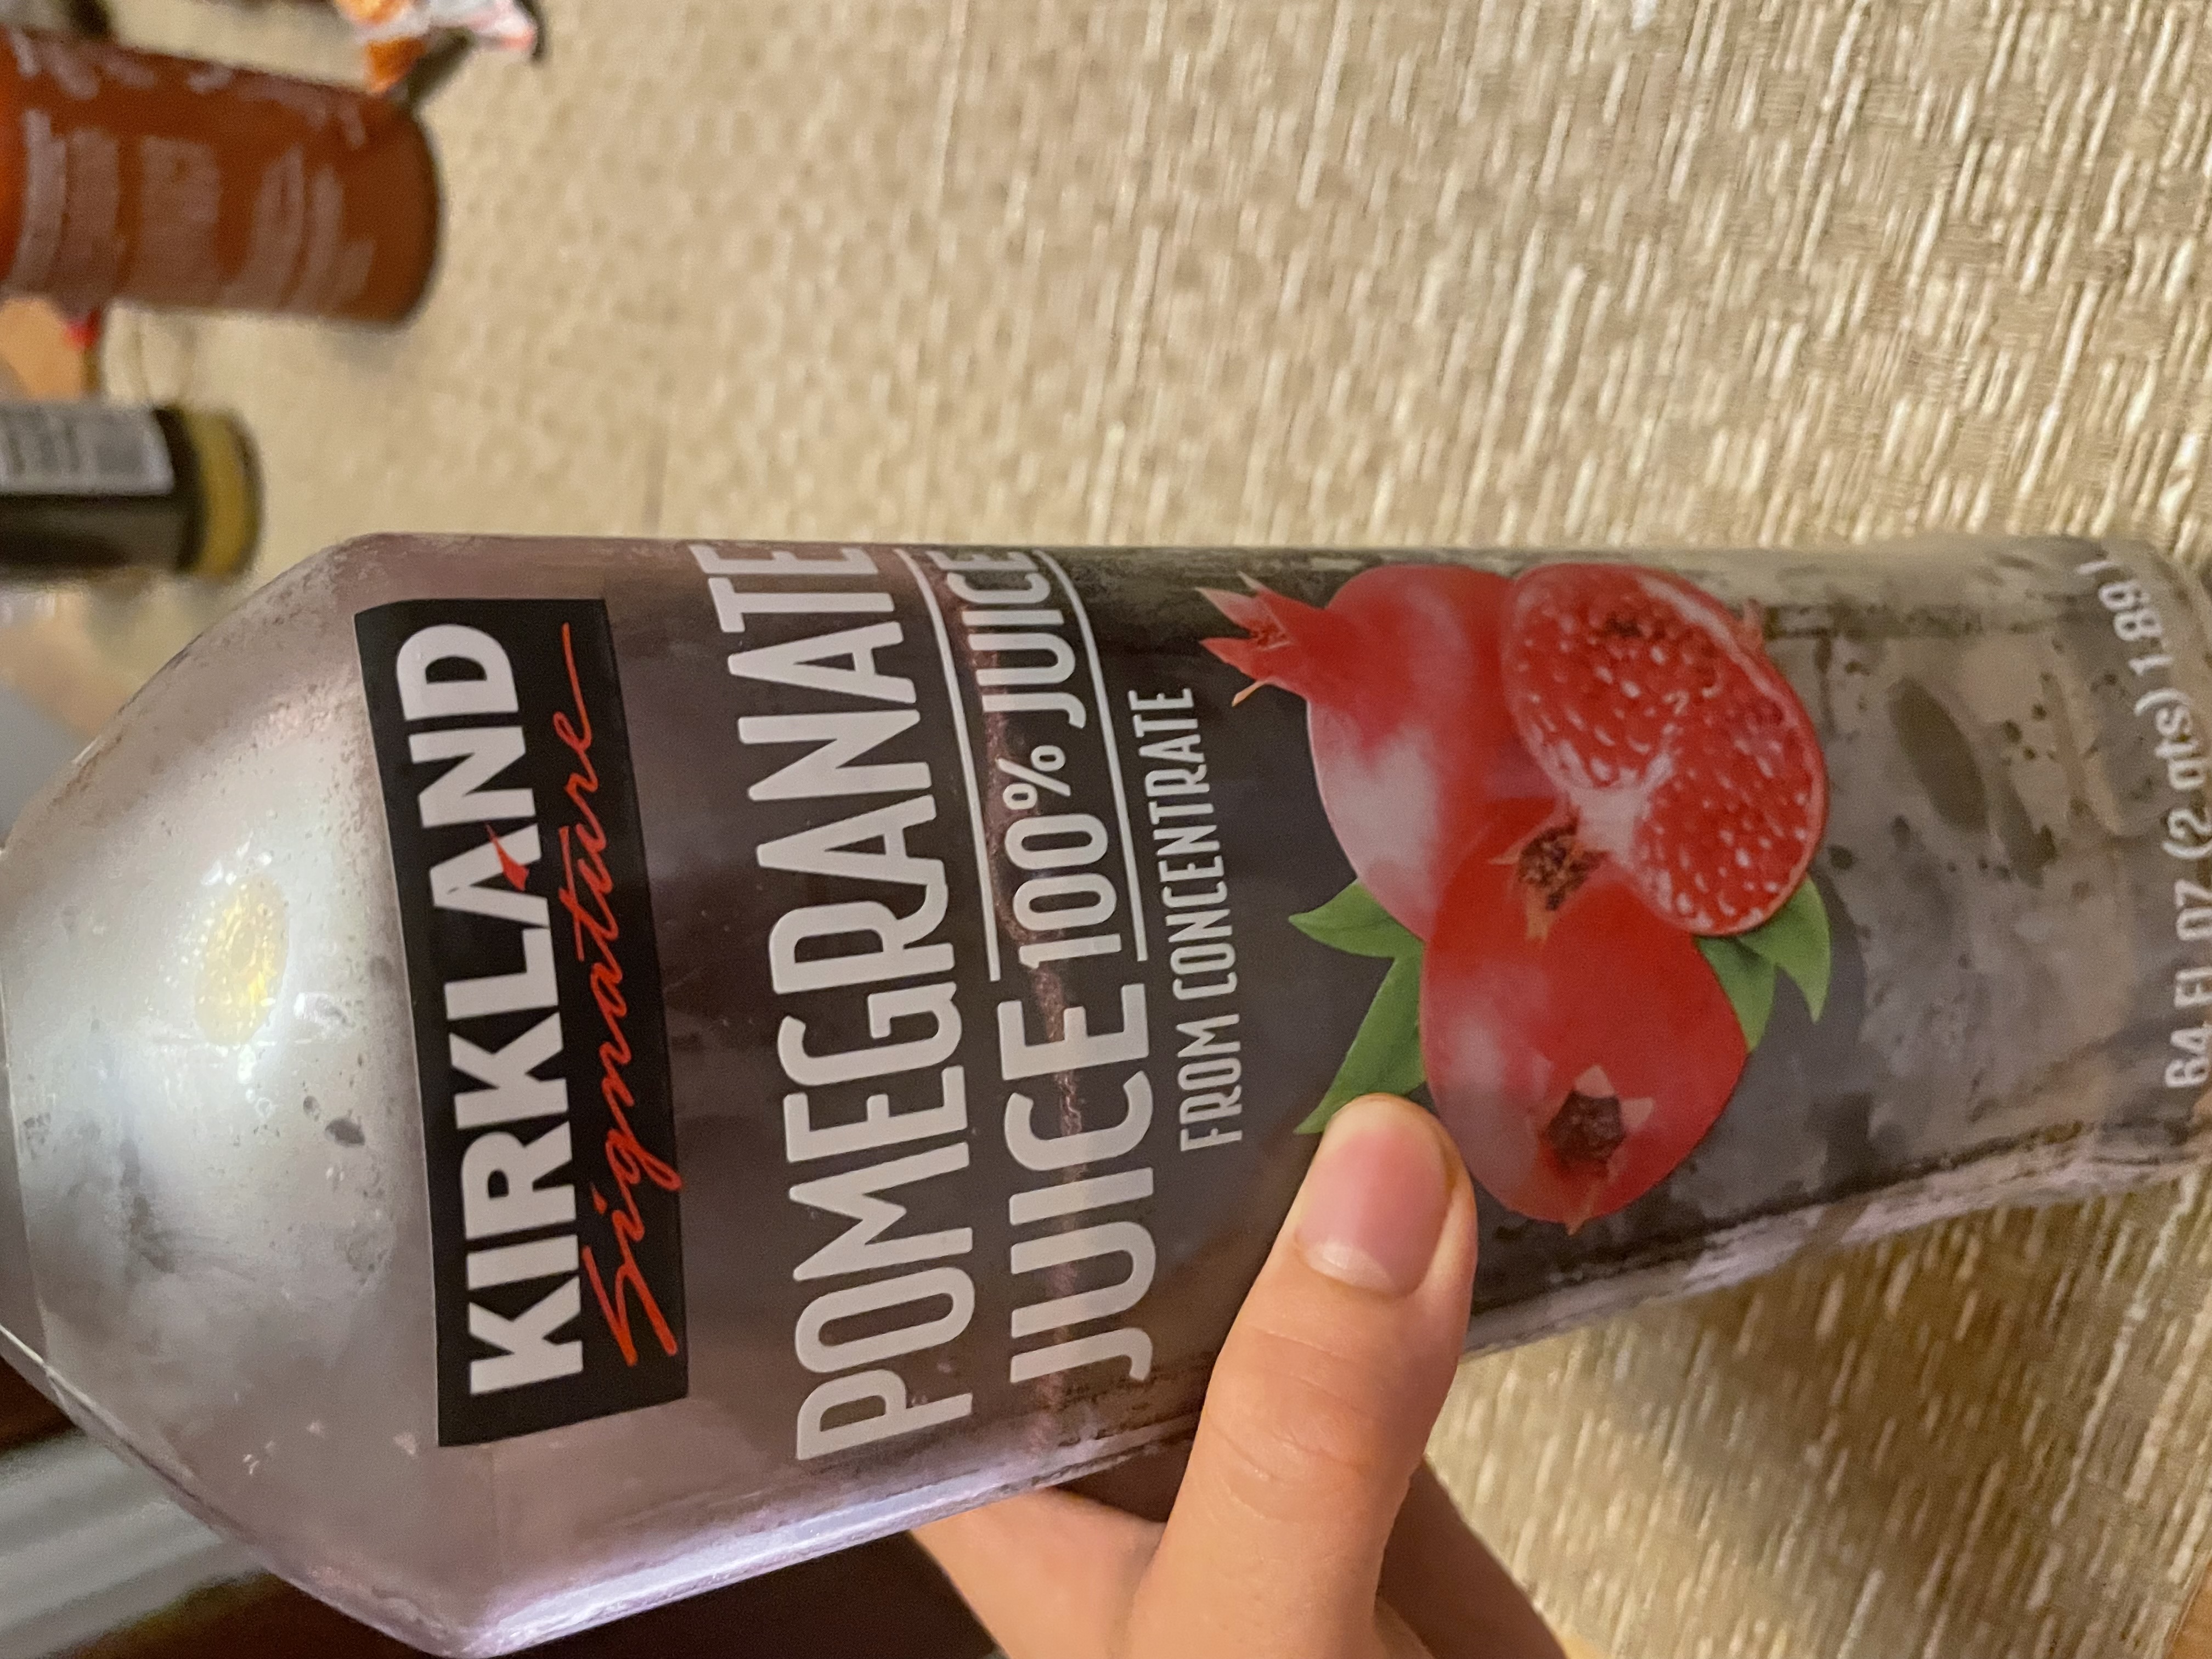 KIRKLAND
Signature
POMEGRANATE
JUICE 100% JUICE
FROM CONCENTRATE
64 FL OZ (2 qts) 1.89 L